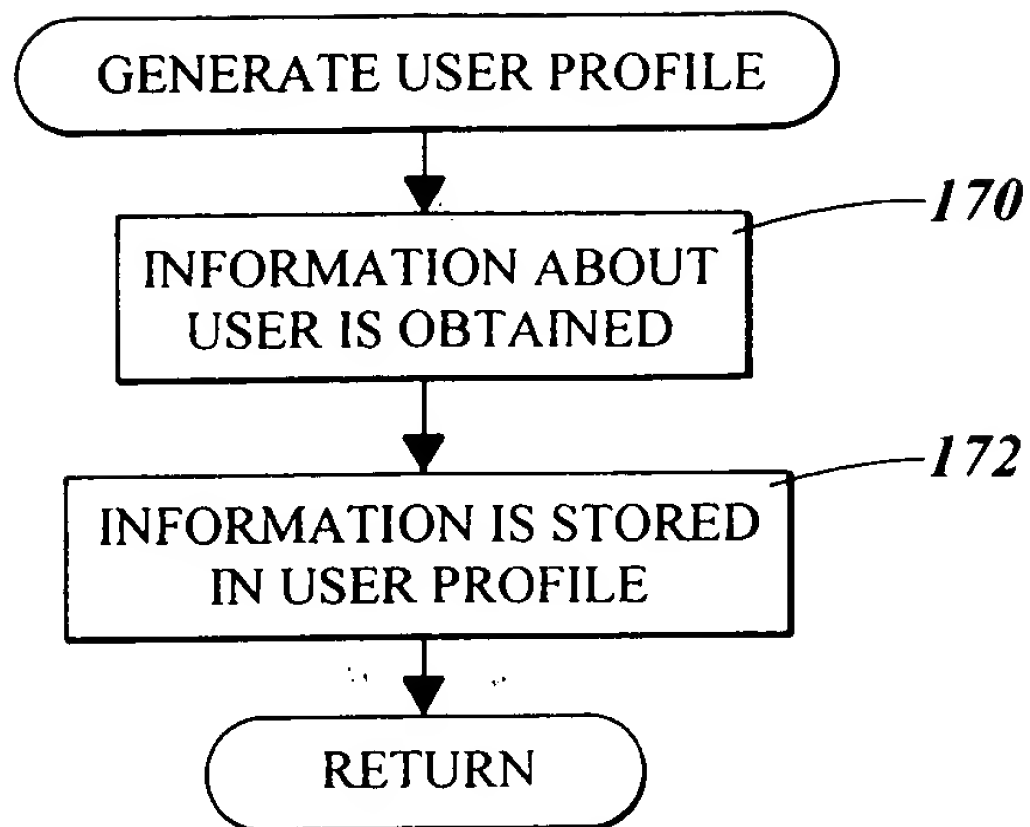 GENERATE USER PROFILE
170
INFORMATION ABOUT
USER IS OBTAINED
172
INFORMATION IS STORED
IN USER PROFILE
RETURN